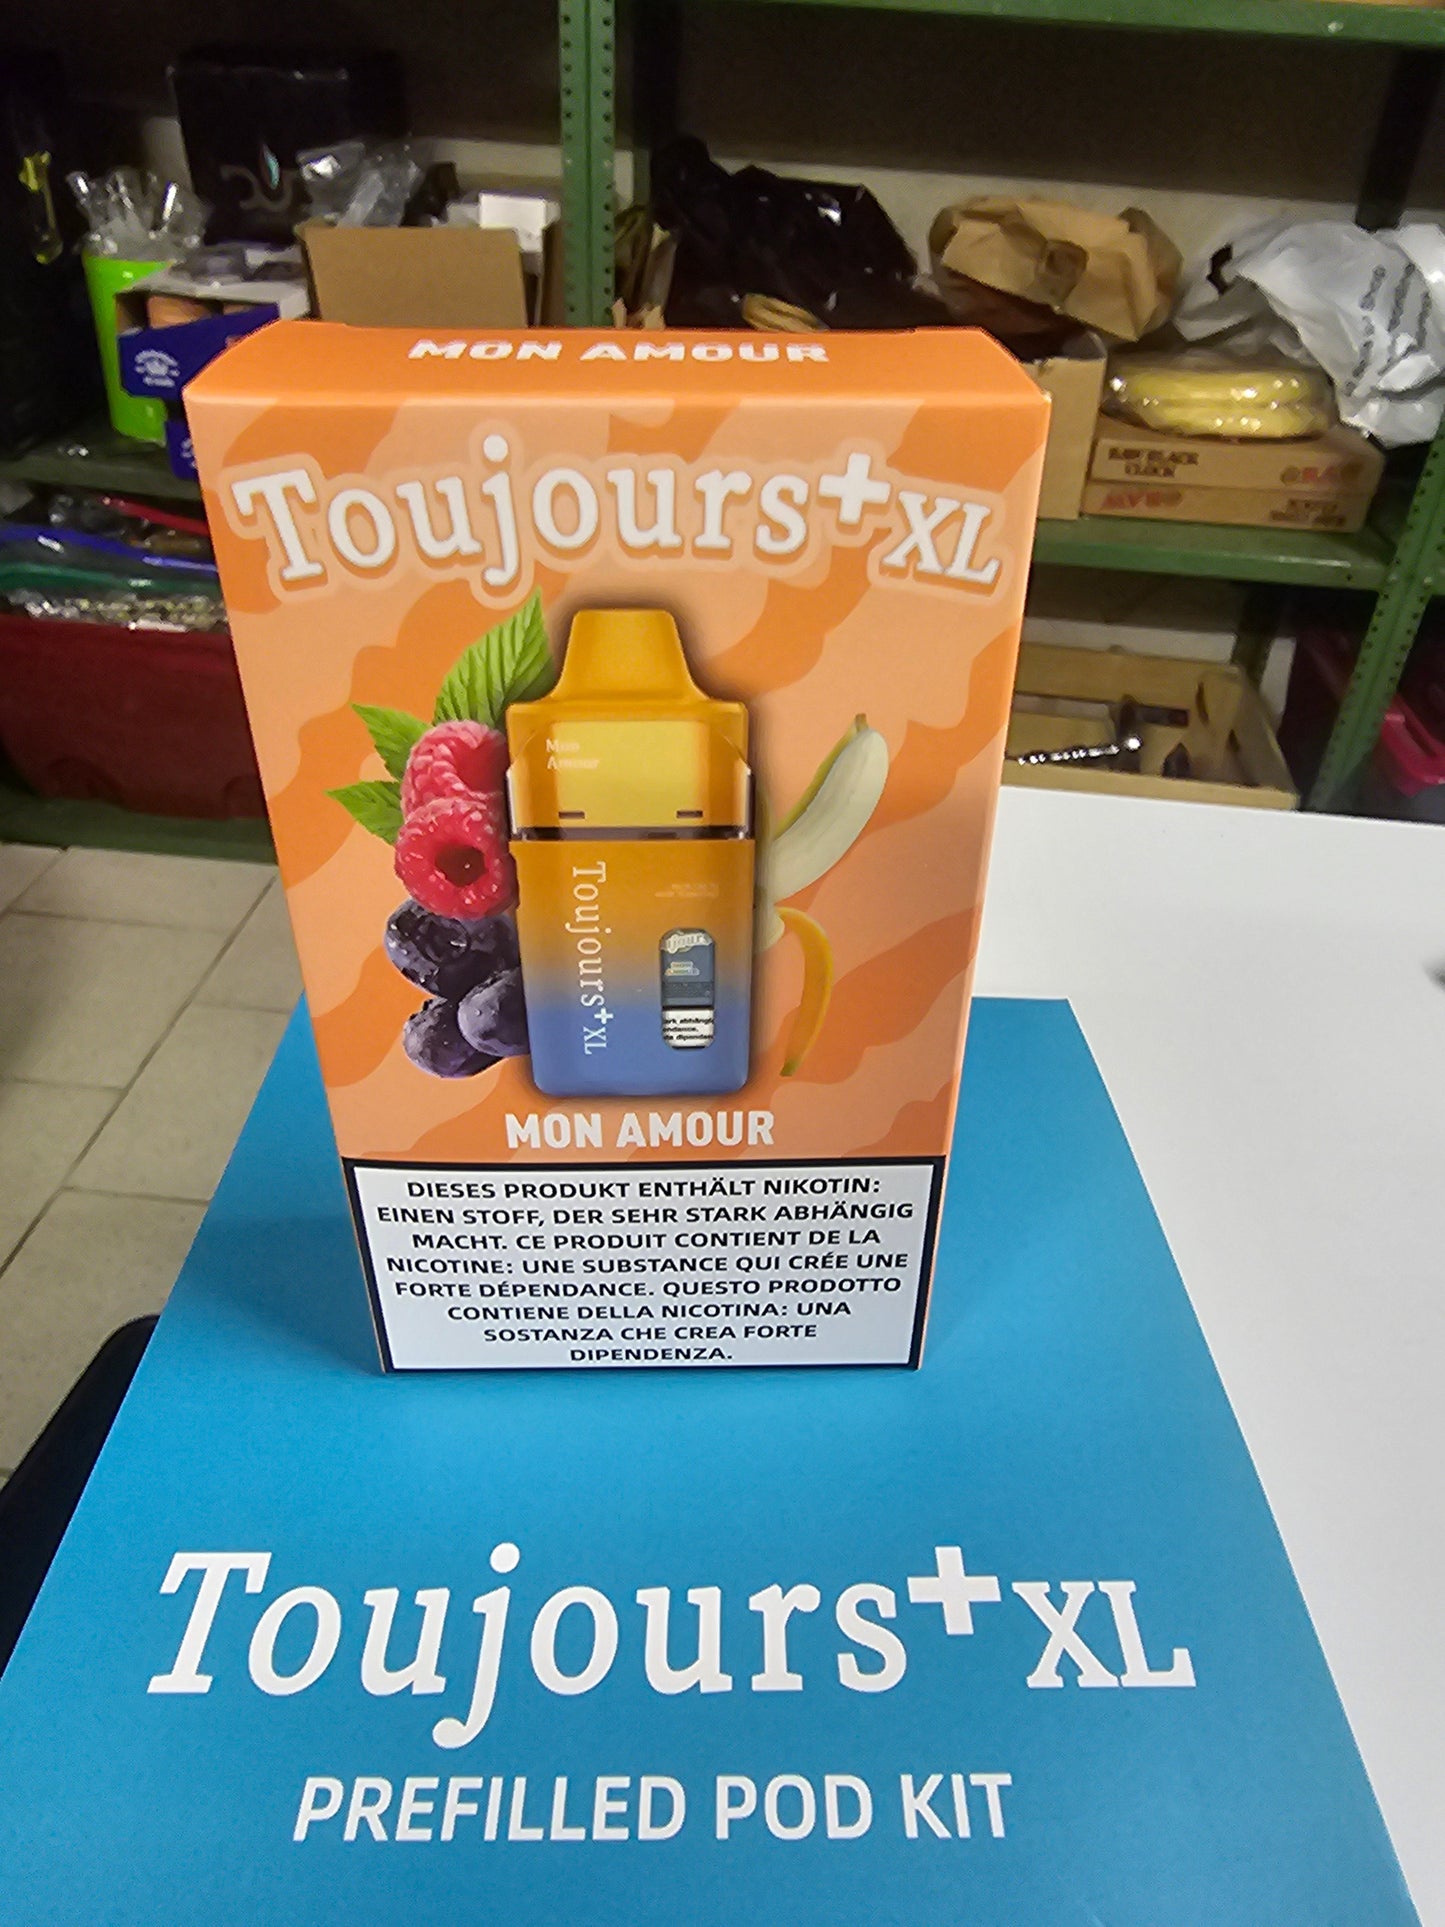 MON AMOUR
Toujours+XL
Mon
Amour
Toujours+XL
MON AMOUR
DIESES PRODUKT ENTHÄLT NIKOTIN:
EINEN STOFF, DER SEHR STARK ABHÄNGIG
MACHT. CE PRODUIT CONTIENT DE LA
NICOTINE: UNE SUBSTANCE QUI CRÉE UNE
FORTE DÉPENDANCE. QUESTO PRODOTTO
CONTIENE DELLA NICOTINA: UNA
SOSTANZA CHE CREA FORTE
DIPENDENZA.
Toujours+XL
PREFILLED POD KIT
RAW BLACK